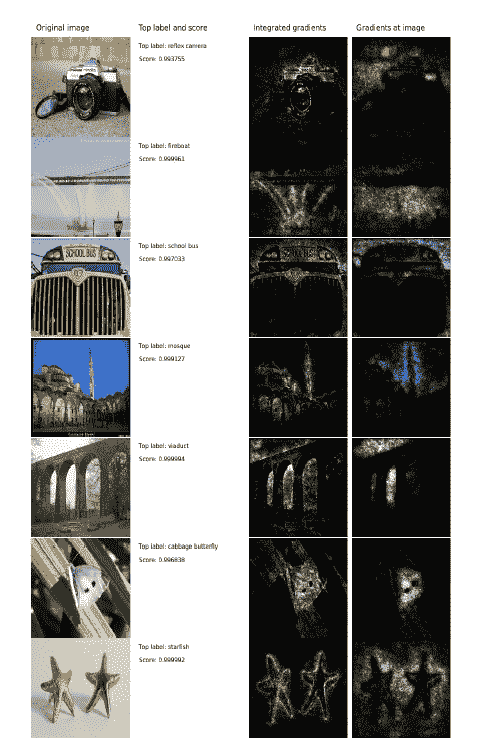 Original image
Top label and score
Integrated gradients
Gradients at image
Top label: reflex camera
Score: 0.993755
Top label: fireboat
Score: 0.999961
Top label: school bus
Score: 0.997033
SCHOOL BUS
Top label: mosque
Score: 0.999127
Top label: viaduct
Score: 0.999994
Top label: cabbage butterfly
Score: 0.996838
Top label: starfish
Score: 0.999992